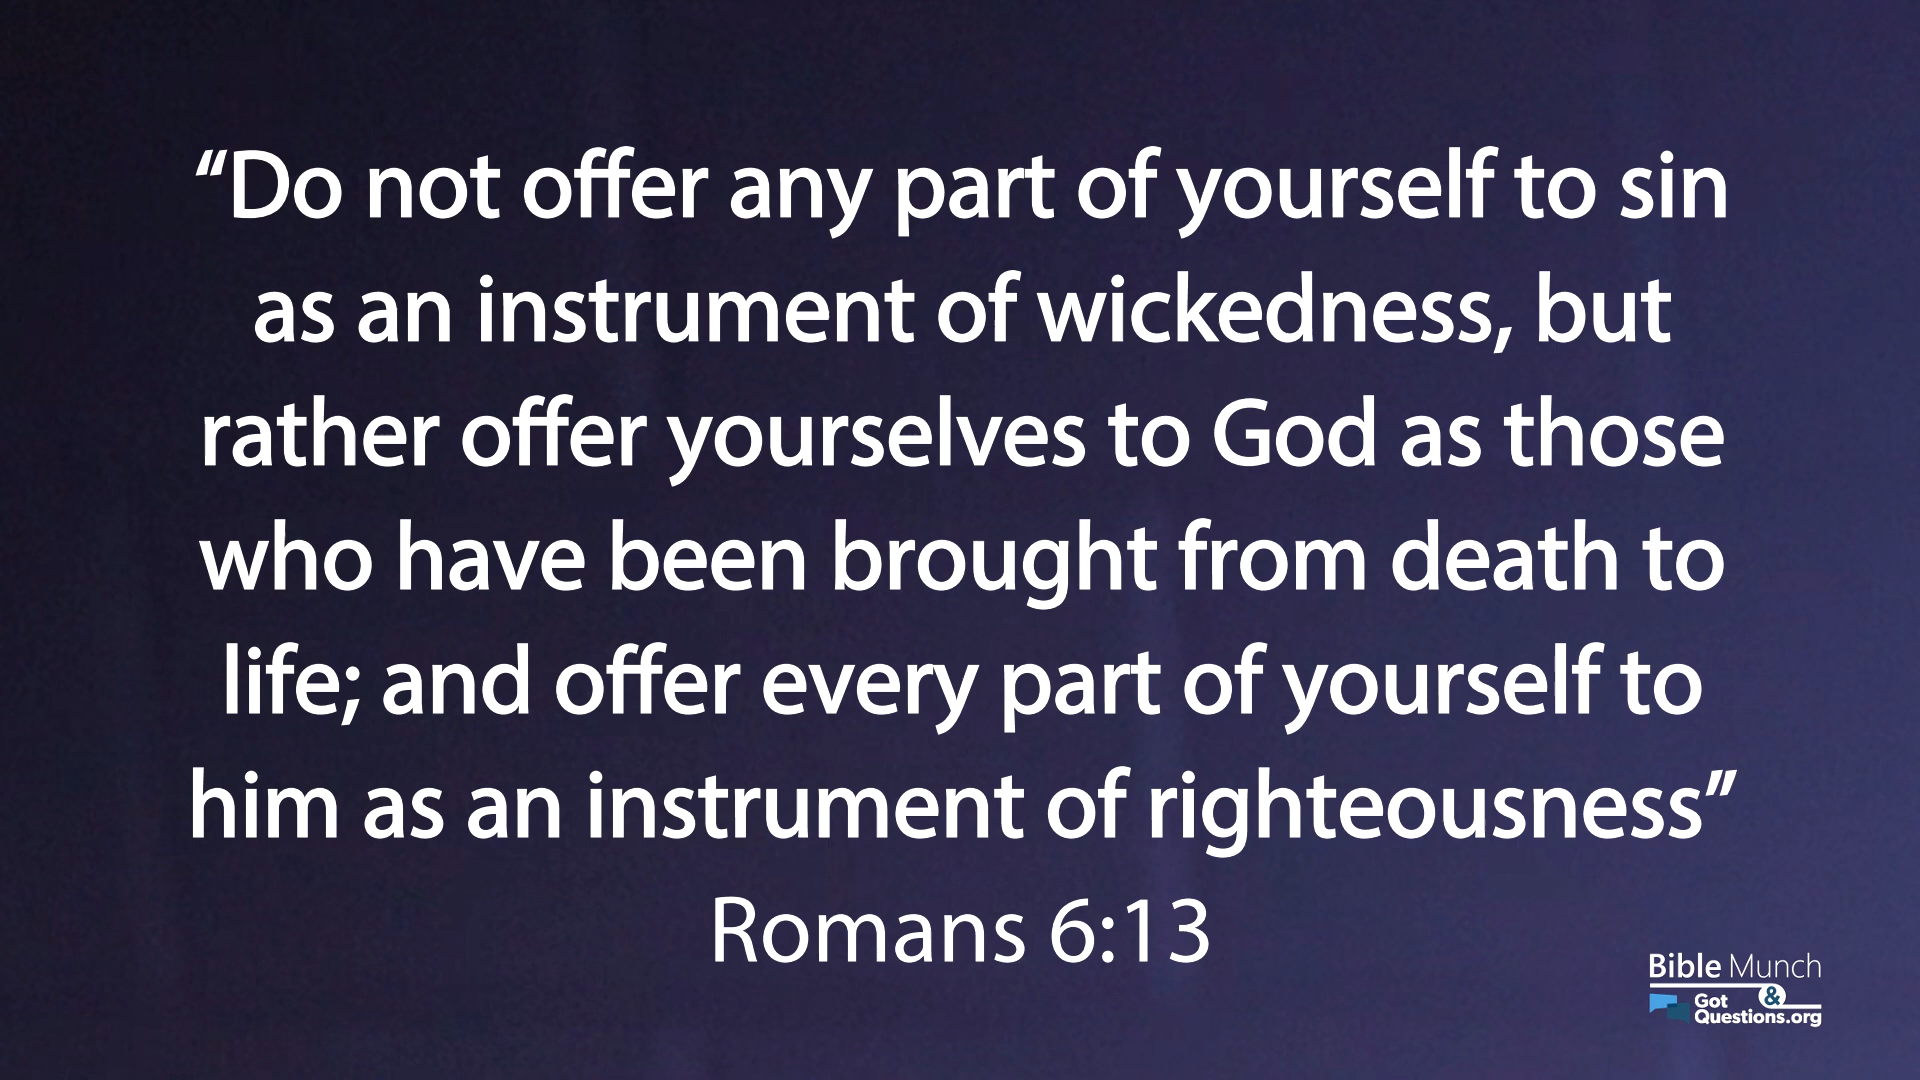 “Do not offer any part of yourself to sin
as an instrument of wickedness, but
rather offer yourselves to God as those
who have been brought from death to
life; and offer every part of yourself to
him as an instrument of righteousness”
Romans 6:13
Bible Munch
&
Got
Questions.org